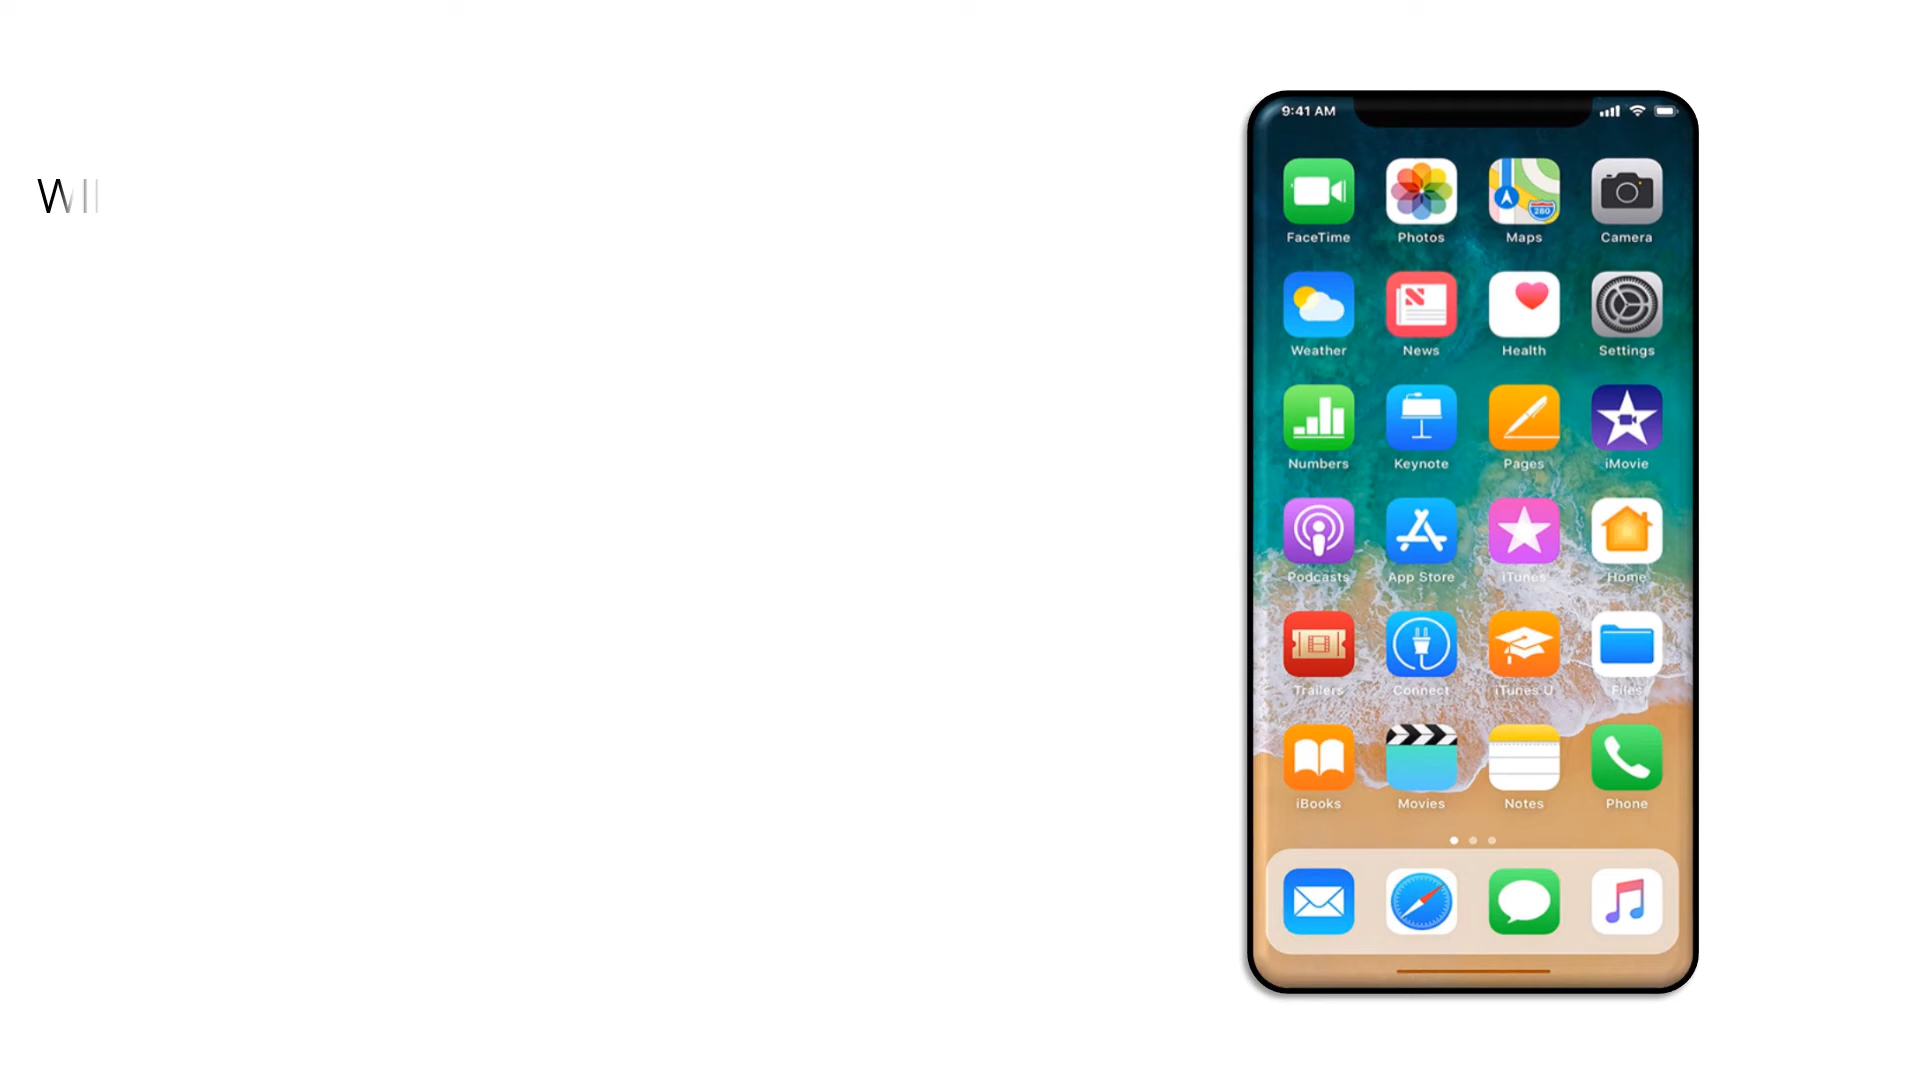 9:41 AM
280
FaceTime Photos Maps Camera
Weather News Health Settings
Numbers Keynote Pages iMovie
Podcasts App Store iTunes Home
Trailers Connect iTunes U Files
iBooks Movies Notes Phone